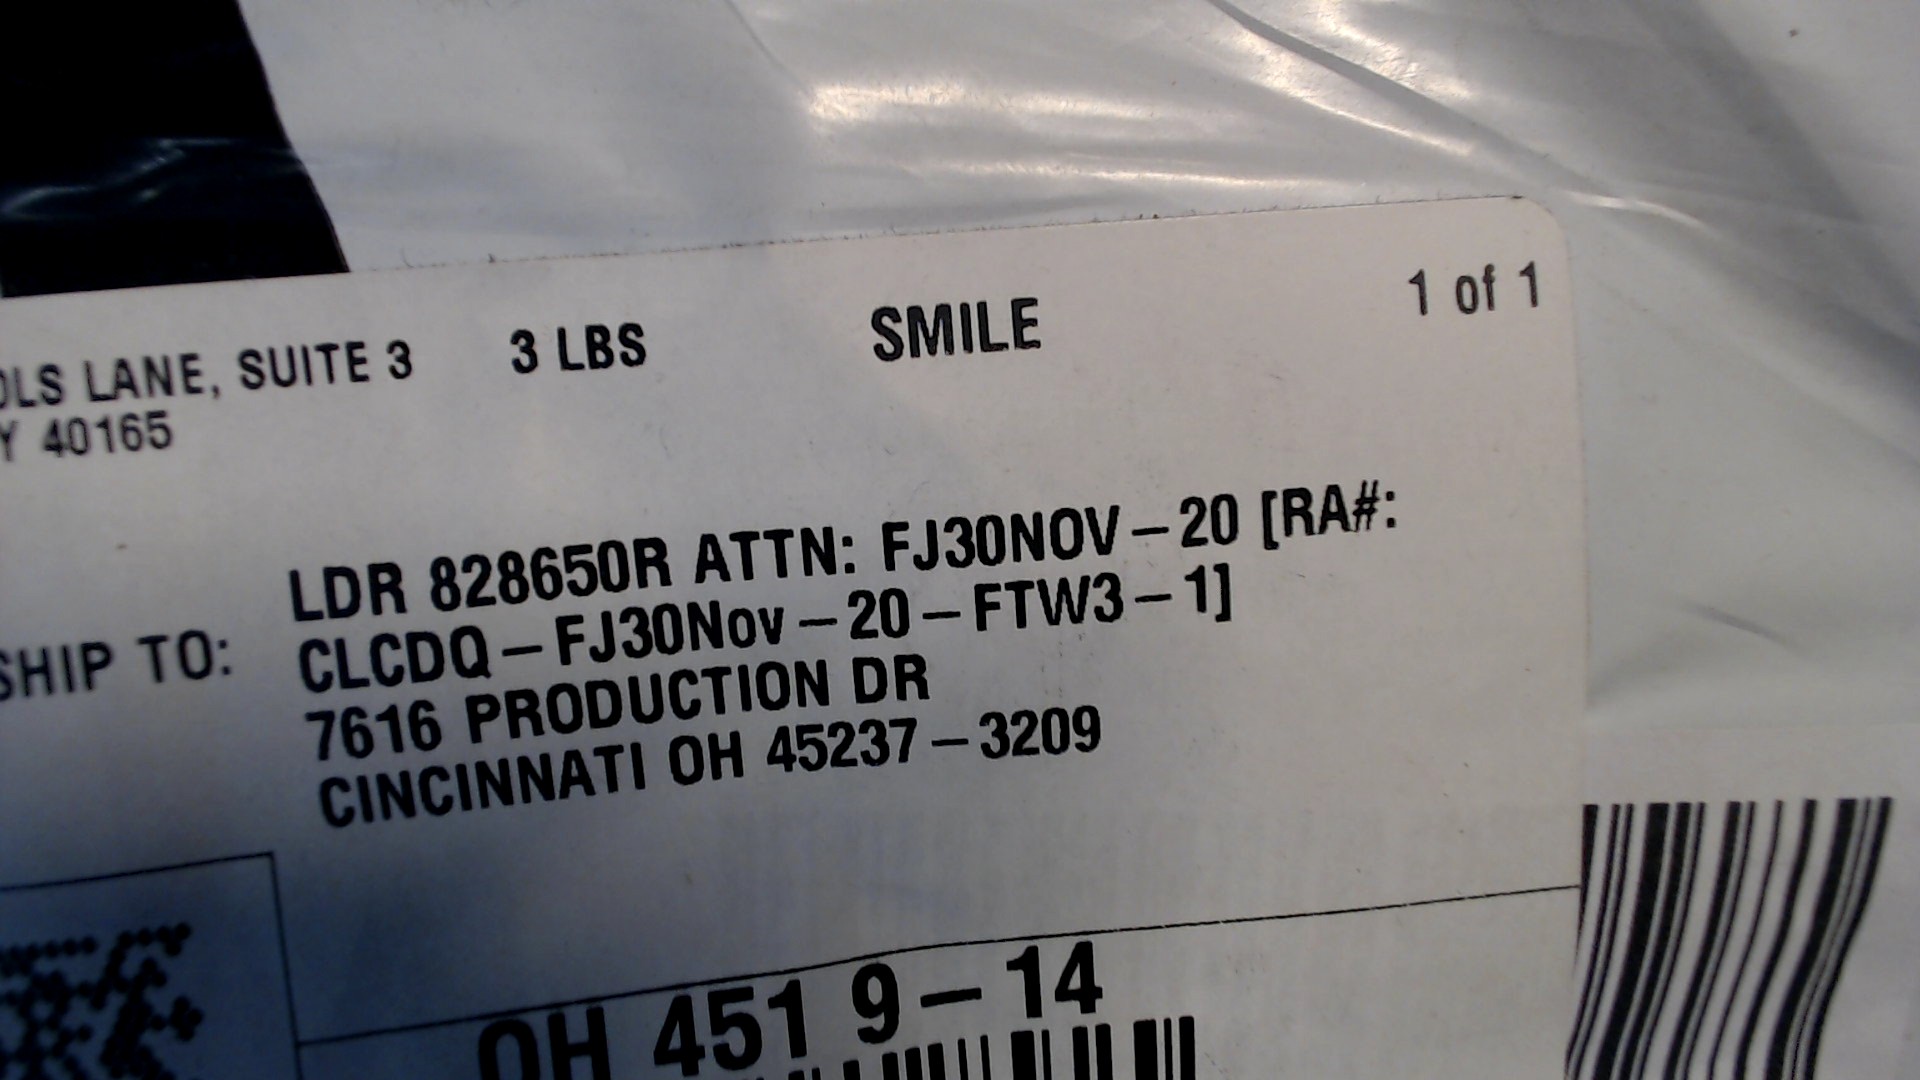 LANE, SUITE 3 3 LBS SMILE 1 of 1
40165
SHIP TO:
LDR 828650R ATTN: FJ30NOV-20 [RA#:
CLCDQ-FJ30Nov-20-FTW3-1]
7616 PRODUCTION DR
CINCINNATI OH 45237-3209
OH 451 9-14